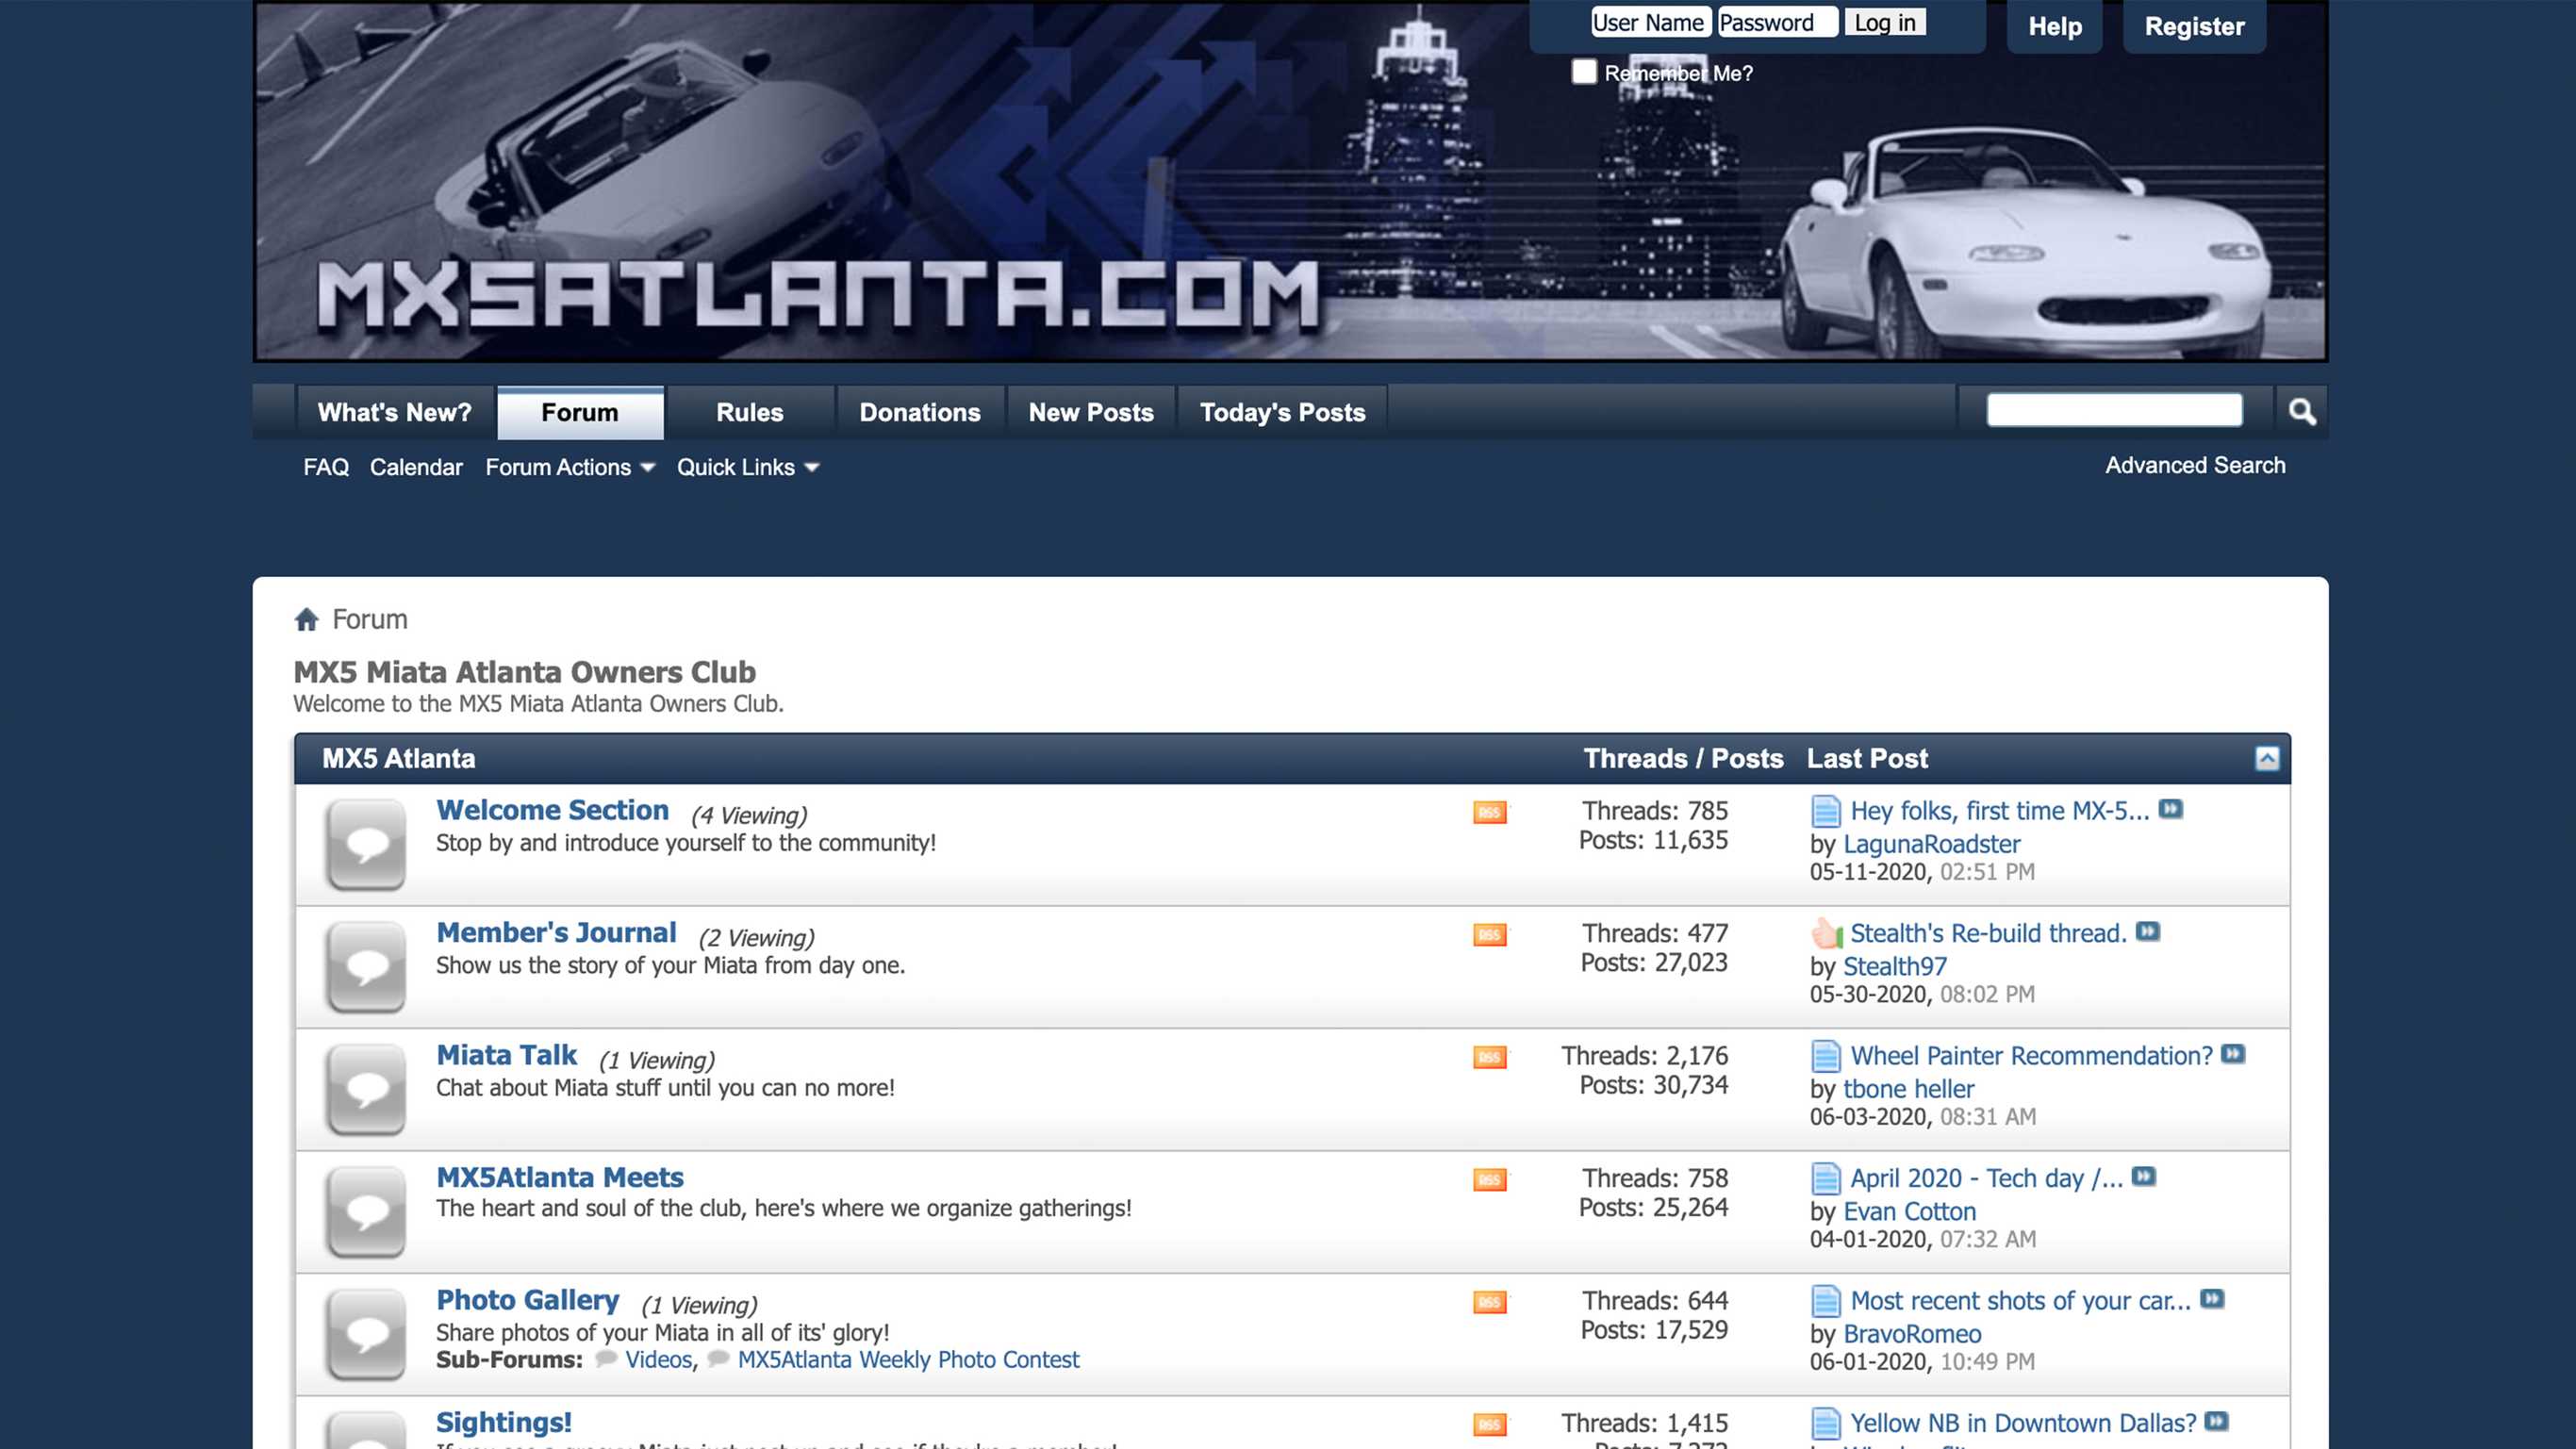 User Name Password Log in Help Register
Remember Me?
MX5ATLANTA.COM
What's New? Forum Rules Donations New Posts Today's Posts
FAQ Calendar Forum Actions Quick Links Advanced Search
Forum
MX5 Miata Atlanta Owners Club
Welcome to the MX5 Miata Atlanta Owners Club.
MX5 Atlanta Threads / Posts Last Post
Welcome Section (4 Viewing) RSS Threads: 785 Hey folks, first time MX-5...
Stop by and introduce yourself to the community! Posts: 11,635 by LagunaRoadster
05-11-2020, 02:51 PM
Member's Journal (2 Viewing) RSS Threads: 477 Stealth's Re-build thread.
Show us the story of your Miata from day one. Posts: 27,023 by Stealth97
05-30-2020, 08:02 PM
Miata Talk (1 Viewing) RSS Threads: 2,176 Wheel Painter Recommendation?
Chat about Miata stuff until you can no more! Posts: 30,734 by tbone heller
06-03-2020, 08:31 AM
MX5Atlanta Meets RSS Threads: 758 April 2020 - Tech day /...
The heart and soul of the club, here's where we organize gatherings! Posts: 25,264 by Evan Cotton
04-01-2020, 07:32 AM
Photo Gallery (1 Viewing) RSS Threads: 644 Most recent shots of your car...
Share photos of your Miata in all of its' glory! Posts: 17,529 by BravoRomeo
Sub-Forums: Videos, MX5Atlanta Weekly Photo Contest 06-01-2020, 10:49 PM
Sightings! RSS Threads: 1,415 Yellow NB in Downtown Dallas?